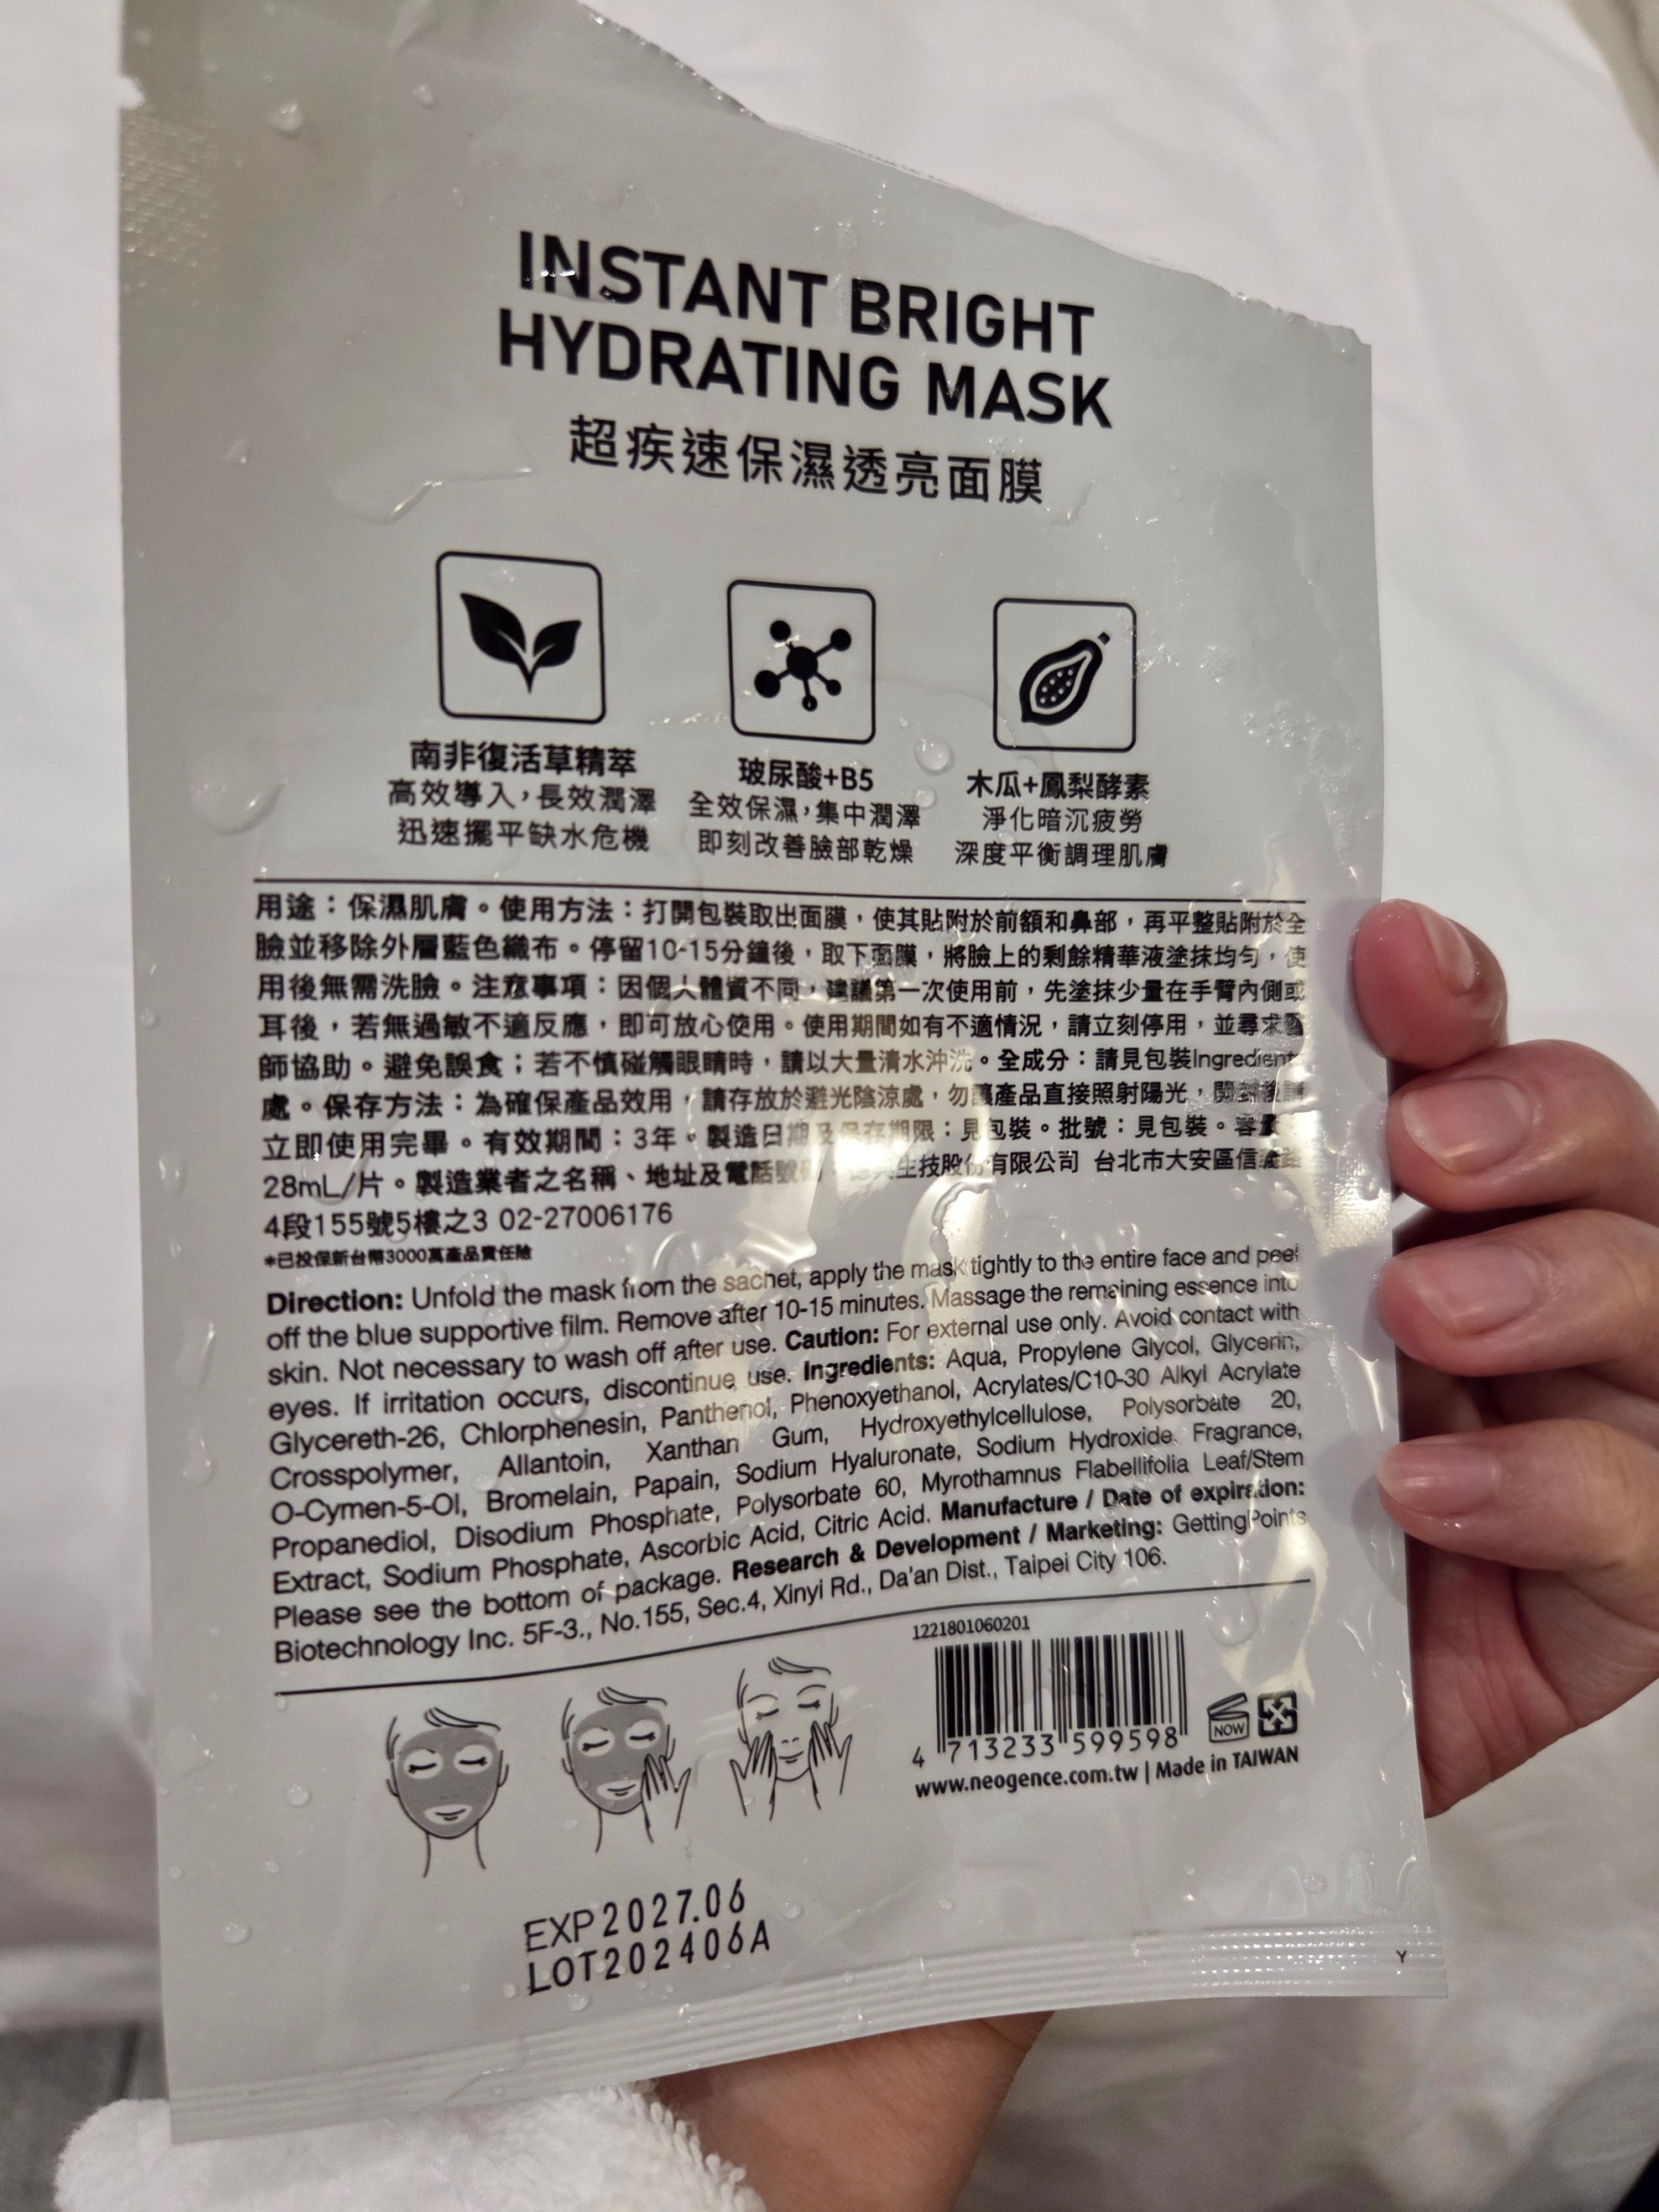 INSTANT BRIGHT
HYDRATING MASK
超疾速保濕透亮面膜
南非復活草精萃
高效導入，長效潤澤
迅速擺平缺水危機
玻尿酸+B5
全效保濕，集中潤澤
即刻改善臉部乾燥
木瓜+鳳梨酵素
淨化暗沉疲勞
深度平衡調理肌膚
用途：保濕肌膚。使用方法：打開包裝取出面膜，使其貼附於前額和鼻部，再平整貼附於全
臉並移除外層藍色織布。停留10-15分鐘後，取下面膜，將臉上的剩餘精華液塗抹均勻，使
用後無需洗臉。注意事項：因個人體質不同，建議第一次使用前，先塗抹少量在手臂內側或
耳後，若無過敏不適反應，即可放心使用。使用期間如有不適情況，請立刻停用，並尋求醫
師協助。避免誤食；若不慎碰觸眼睛時，請以大量清水沖洗。全成分：請見包裝Ingredients
處。保存方法：為確保產品效用，請存放於避光陰涼處，勿讓產品直接照射陽光，開封後請
立即使用完畢。有效期間：3年。製造日期及保存期限：見包裝。批號：見包裝。容量：
28mL/片。製造業者之名稱、地址及電話號碼：生技股份有限公司 台北市大安區信義路
4段155號5樓之3 02-27006176
*已投保新台幣3000萬產品責任險
Direction: Unfold the mask from the sachet, apply the mask tightly to the entire face and peel
off the blue supportive film. Remove after 10-15 minutes. Massage the remaining essence into
skin. Not necessary to wash off after use. Caution: For external use only. Avoid contact with
eyes. If irritation occurs, discontinue use. Ingredients: Aqua, Propylene Glycol, Glycerin,
Glycereth-26, Chlorphenesin, Panthenol, Phenoxyethanol, Acrylates/C10-30 Alkyl Acrylate
Crosspolymer, Allantoin, Xanthan Gum, Hydroxyethylcellulose, Polysorbate 20,
O-Cymen-5-Ol, Bromelain, Papain, Sodium Hyaluronate, Sodium Hydroxide, Fragrance,
Propanediol, Disodium Phosphate, Polysorbate 60, Myrothamnus Flabellifolia Leaf/Stem
Extract, Sodium Phosphate, Ascorbic Acid, Citric Acid. Manufacture / Date of expiration:
Please see the bottom of package. Research & Development / Marketing: GettingPoints
Biotechnology Inc. 5F-3., No.155, Sec.4, Xinyi Rd., Da'an Dist., Taipei City 106.
1221801060201
4 713233 599598
NOW
www.neogence.com.tw | Made in TAIWAN
EXP2027.06
LOT202406A
Y